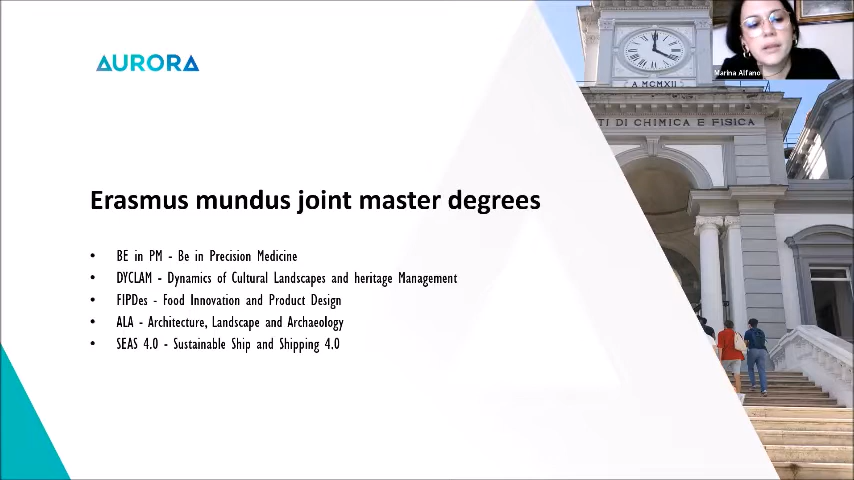 AURORA
Marina Alfano
A MCMXII
TI DI CHIMICA E FISICA
Erasmus mundus joint master degrees
• BE in PM - Be in Precision Medicine
• DYCLAM - Dynamics of Cultural Landscapes and heritage Management
• FIPDes - Food Innovation and Product Design
• ALA - Architecture, Landscape and Archaeology
• SEAS 4.0 - Sustainable Ship and Shipping 4.0